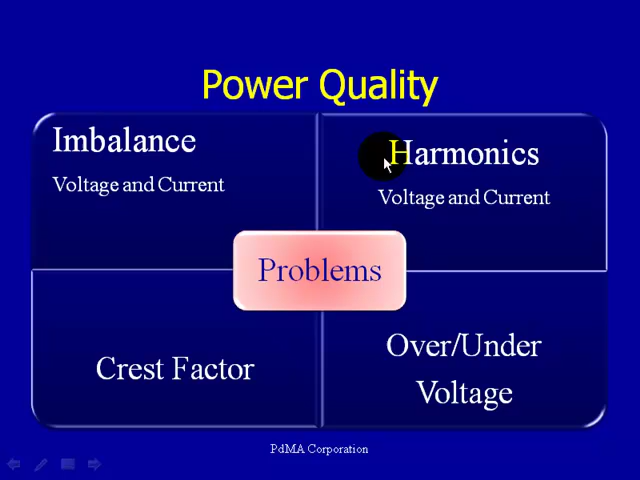 Power Quality
Imbalance
Voltage and Current
Harmonics
Voltage and Current
Problems
Crest Factor
Over/Under
Voltage
PdMA Corporation